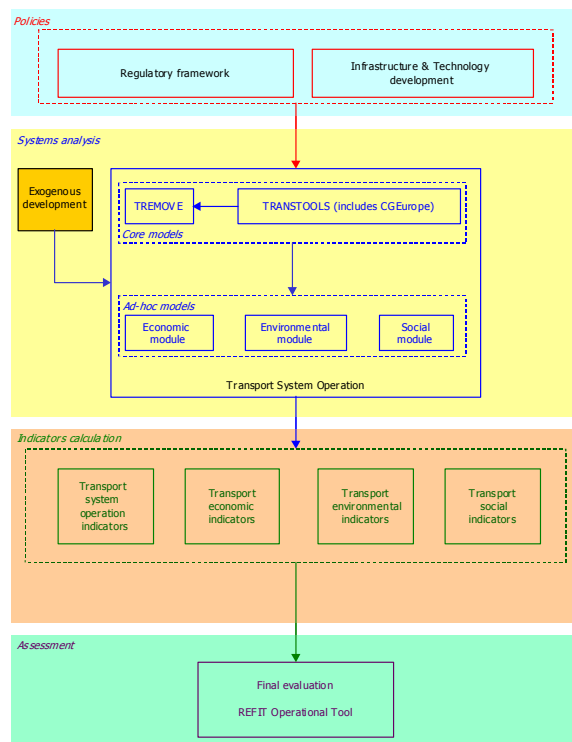 Policies
Regulatory framework
Infrastructure & Technology
development
Systems analysis
Exogenous
development
TREMOVE
TRANSTOOLS (includes CGEurope)
Core models
Ad-hoc models
Economic
module
Environmental
module
Social
module
Transport System Operation
Indicators calculation
Transport
system
operation
indicators
Transport
economic
indicators
Transport
environmental
indicators
Transport
social
indicators
Assessment
Final evaluation
REFIT Operational Tool